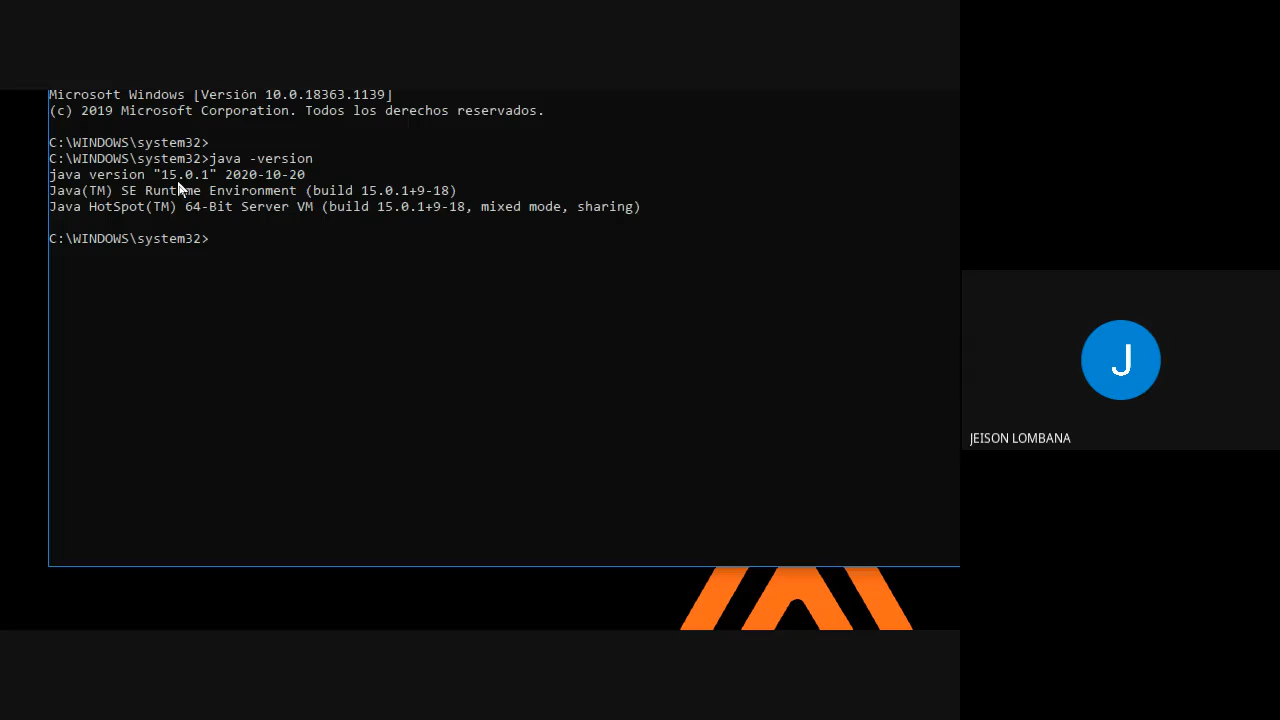 Microsoft Windows [Versión 10.0.18363.1139]
(c) 2019 Microsoft Corporation. Todos los derechos reservados.
C:\WINDOWS\system32>
C:\WINDOWS\system32>java -version
java version "15.0.1" 2020-10-20
Java(TM) SE Runtime Environment (build 15.0.1+9-18)
Java HotSpot(TM) 64-Bit Server VM (build 15.0.1+9-18, mixed mode, sharing)
C:\WINDOWS\system32>
J
JEISON LOMBANA